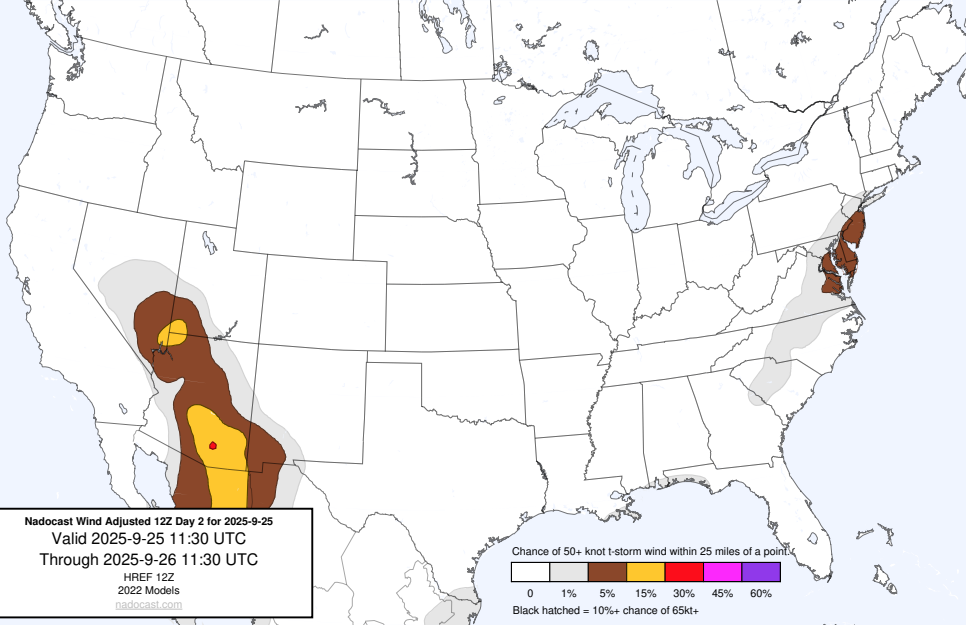 Nadocast Wind Adjusted 12Z Day 2 for 2025-9-25
Valid 2025-9-25 11:30 UTC
Through 2025-9-26 11:30 UTC
HREF 12Z
2022 Models
nadocast.com
Chance of 50+ knot t-storm wind within 25 miles of a point.
0 1% 5% 15% 30% 45% 60%
Black hatched = 10%+ chance of 65kt+